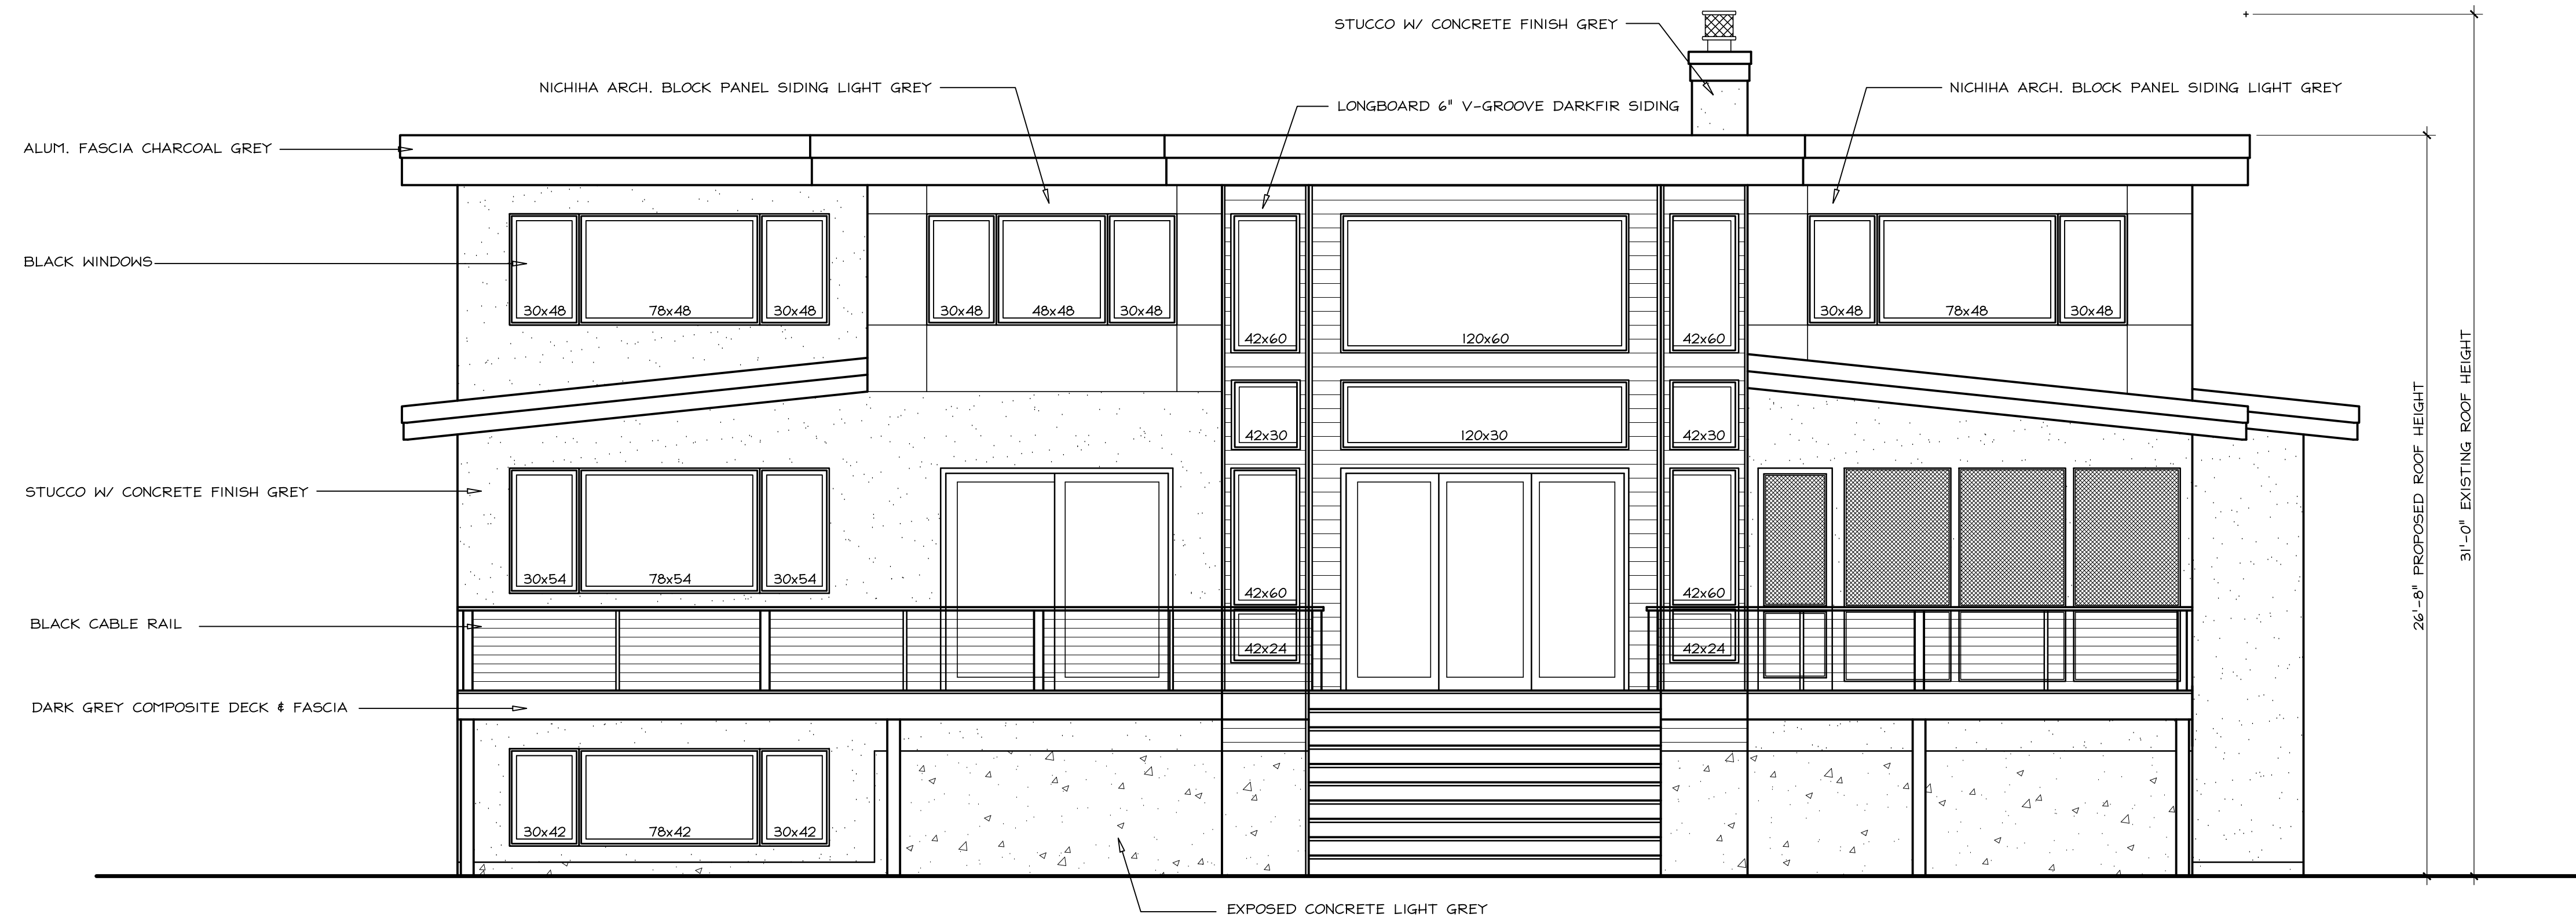 STUCCO W/ CONCRETE FINISH GREY
NICHIHA ARCH. BLOCK PANEL SIDING LIGHT GREY
NICHIHA ARCH. BLOCK PANEL SIDING LIGHT GREY
LONGBOARD 6" V-GROOVE DARKFIR SIDING
ALUM. FASCIA CHARCOAL GREY
BLACK WINDOWS
30x48 78x48 30x48
30x48 48x48 30x48
30x48 78x48 30x48
42x60 120x60 42x60
42x30 120x30 42x30
STUCCO W/ CONCRETE FINISH GREY
30x54 78x54 30x54
42x60 42x60
BLACK CABLE RAIL
42x24 42x24
DARK GREY COMPOSITE DECK & FASCIA
30x42 78x42 30x42
EXPOSED CONCRETE LIGHT GREY
26'-8" PROPOSED ROOF HEIGHT
31'-0" EXISTING ROOF HEIGHT